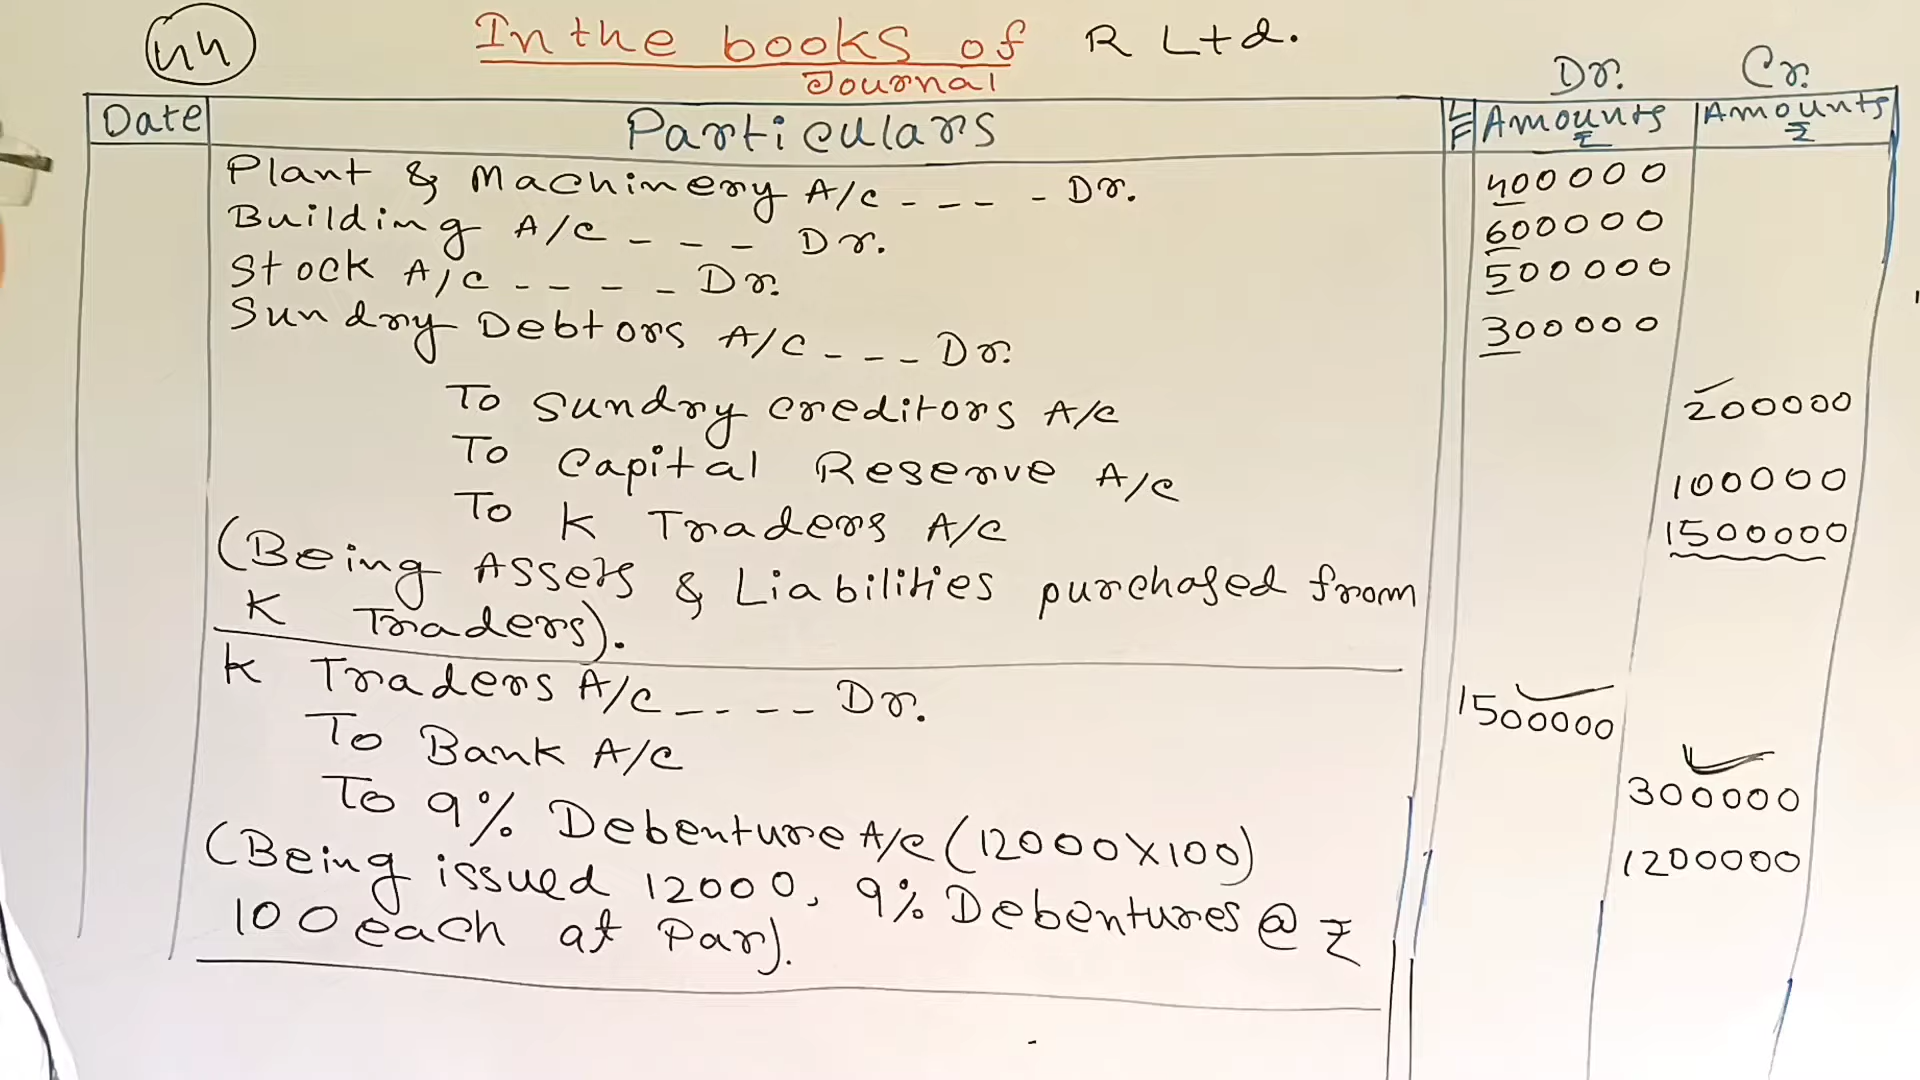 44
In the books of R Ltd.
Journal
Dr. Cr.
Date Particulars LF Amounts ₹ Amounts ₹
Plant & Machinery A/c - - - - Dr. 400000
Building A/c - - - Dr. 600000
Stock A/c - - - - Dr. 500000
Sundry Debtors A/c - - - Dr. 300000
To Sundry creditors A/c 200000
To Capital Reserve A/c 100000
To K Traders A/c 1500000
(Being Assets & Liabilities purchased from
K Traders).
K Traders A/c - - - - Dr. 1500000
To Bank A/c 300000
To 9% Debenture A/c (12000X100) 1200000
(Being issued 12000, 9% Debentures @ ₹
100 each at Par).